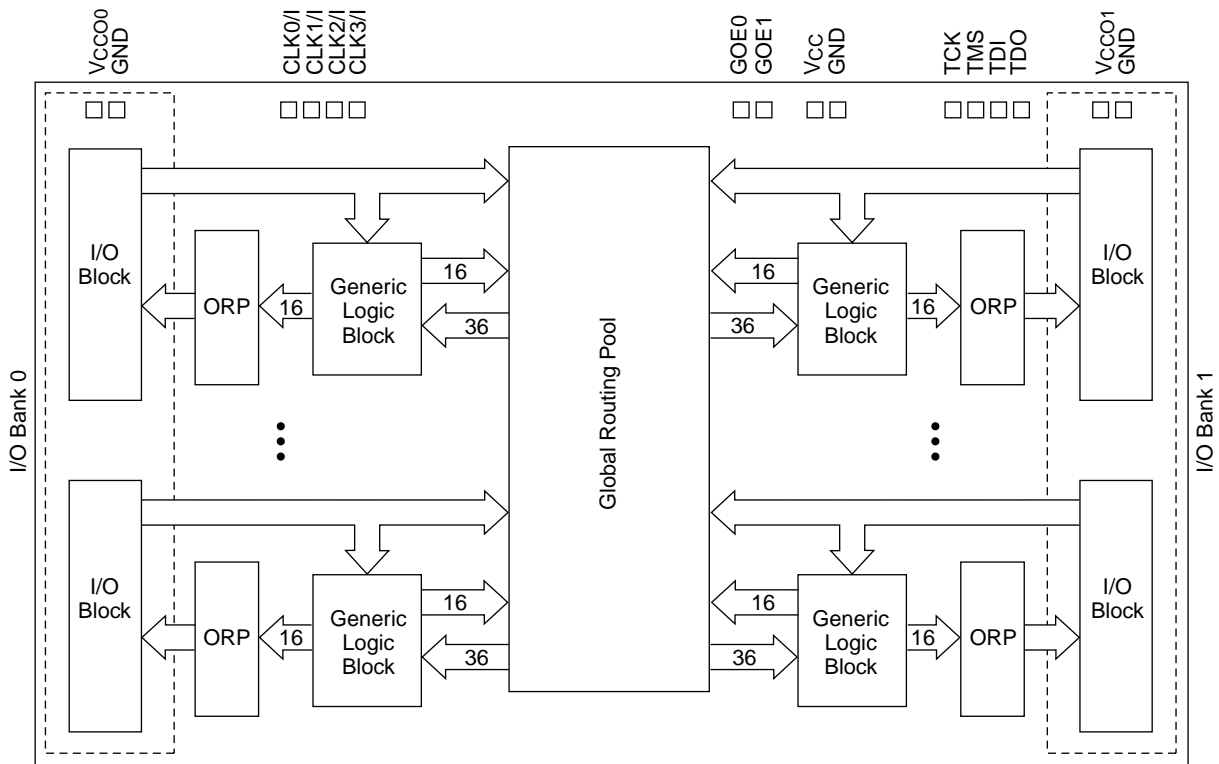 VCCO0
GND
CLK0/I
CLK1/I
CLK2/I
CLK3/I
GOE0
GOE1
VCC
GND
TCK
TMS
TDI
TDO
VCCO1
GND
I/O Bank 0
I/O
Block
ORP
16
Generic
Logic
Block
16
36
Global Routing Pool
16
36
Generic
Logic
Block
16
ORP
I/O
Block
I/O Bank 1
I/O
Block
ORP
16
Generic
Logic
Block
16
36
16
36
Generic
Logic
Block
16
ORP
I/O
Block